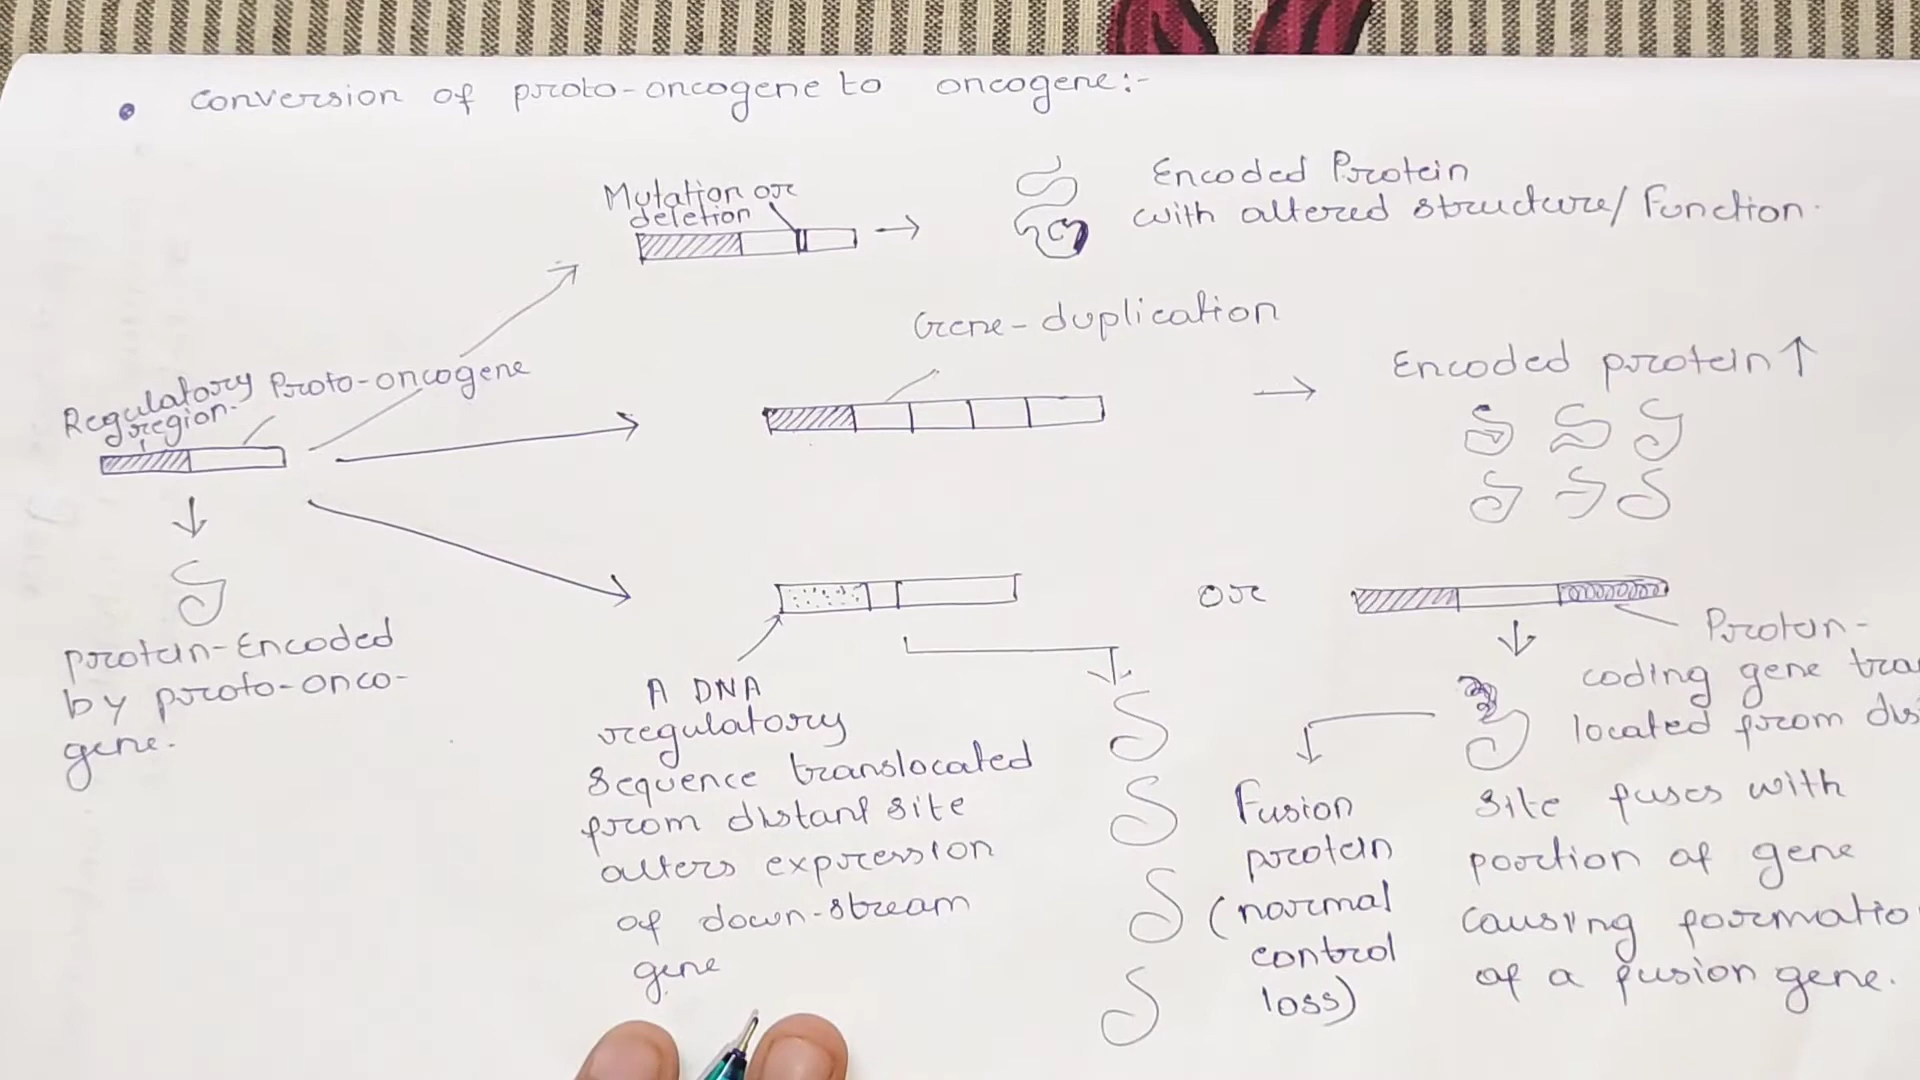 • conversion of proto-oncogene to oncogene:-
Mutation or
deletion
Encoded Protein
with altered structure/Function.
Gene-duplication
Encoded protein↑
Regulatory
region.
Proto-oncogene
protein-Encoded
by proto-onco-
gene.
A DNA
regulatory
sequence translocated
from distant site
alters expression
of down-stream
gene
or
Fusion
protein
(normal
control
loss)
Protein-
coding gene tra
located from dis
site fuses with
portion of gene
causing formatio
of a fusion gene.